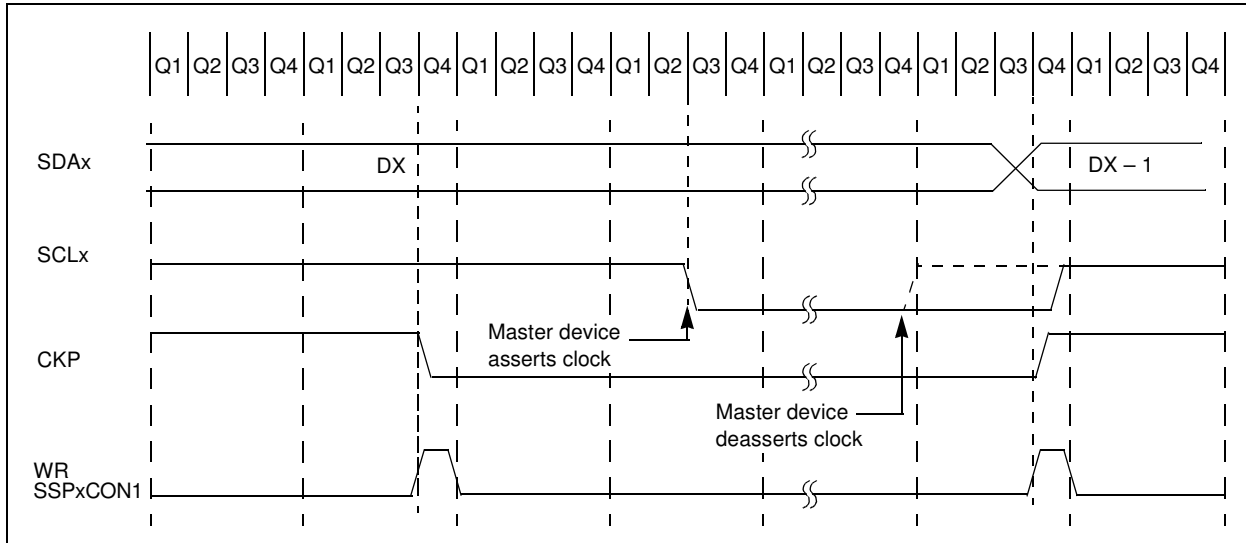 Q1 Q2 Q3 Q4 Q1 Q2 Q3 Q4 Q1 Q2 Q3 Q4 Q1 Q2 Q3 Q4 Q1 Q2 Q3 Q4 Q1 Q2 Q3 Q4 Q1 Q2 Q3 Q4
SDAx
DX
DX – 1
SCLx
Master device
asserts clock
CKP
Master device
deasserts clock
WR
SSPxCON1